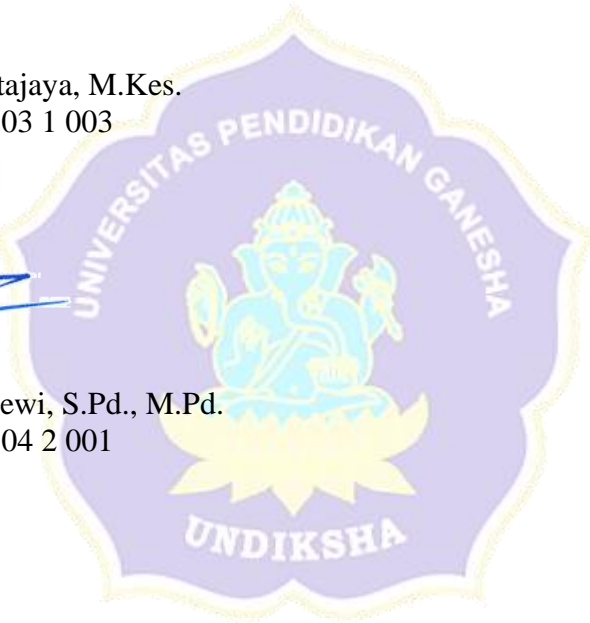 tajaya, M.Kes.
03 1 003
UNIVERSITAS PENDIDIKAN GANESHA
ewi, S.Pd., M.Pd.
04 2 001
UNDIKSHA